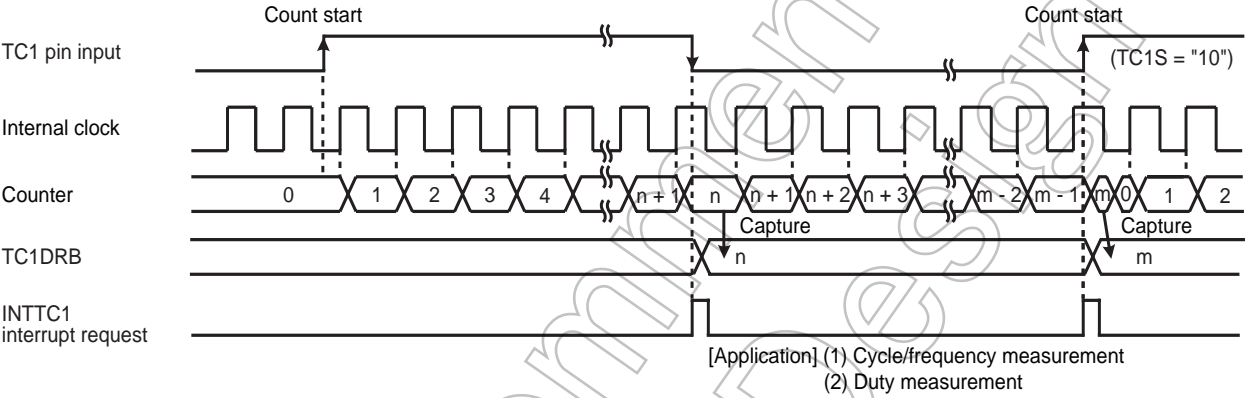 Count start Count start
TC1 pin input
(TC1S = "10")
Internal clock
Counter 0 1 2 3 4 n + 1 n n + 1 n + 2 n + 3 m - 2 m - 1 m 0 1 2
Capture Capture
TC1DRB n m
INTTC1
interrupt request
[Application] (1) Cycle/frequency measurement
(2) Duty measurement